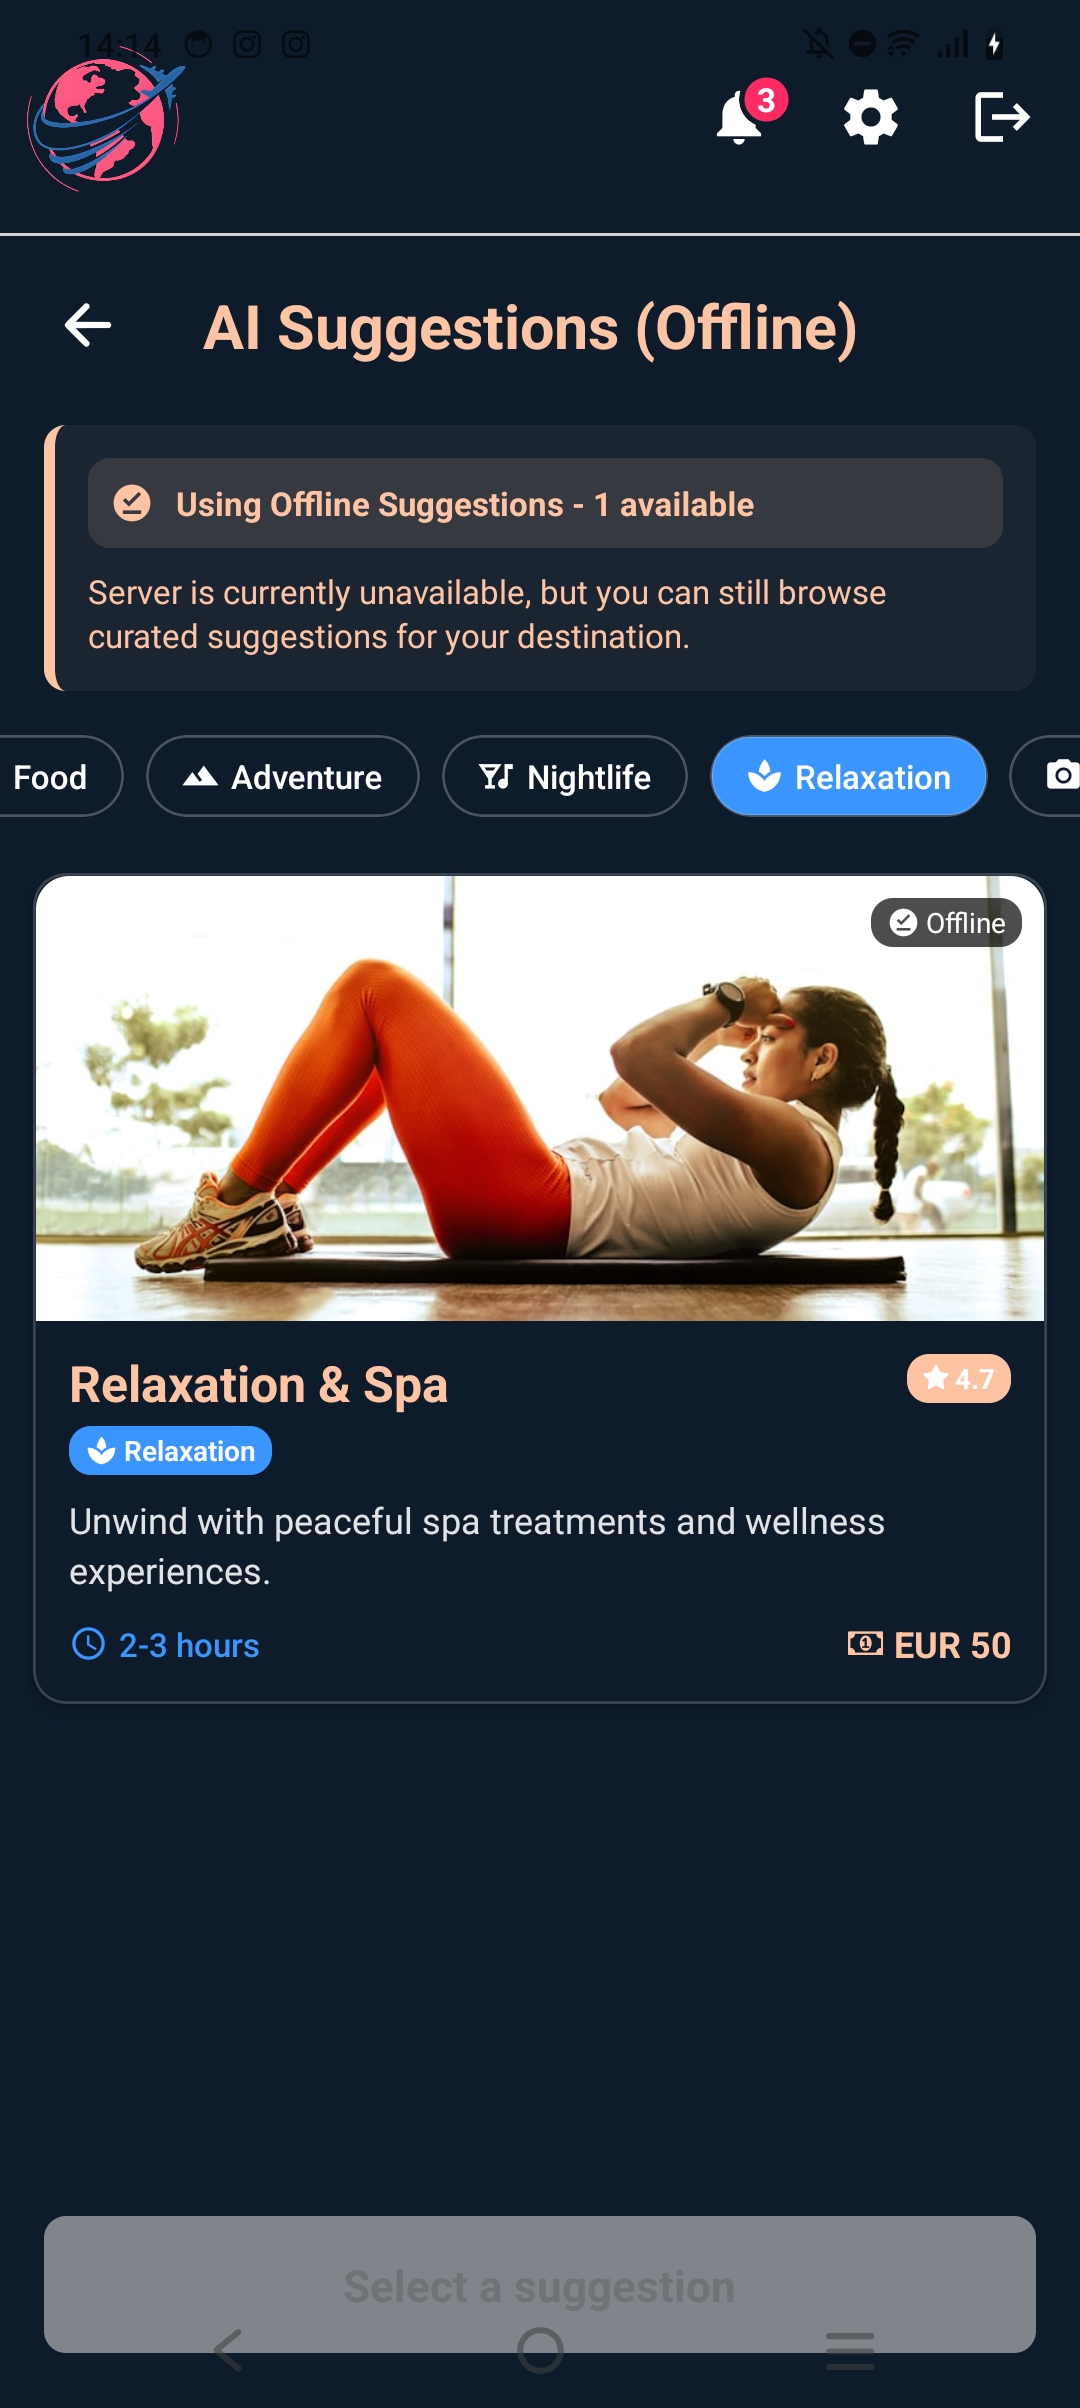 14:14
3
AI Suggestions (Offline)
Using Offline Suggestions - 1 available
Server is currently unavailable, but you can still browse
curated suggestions for your destination.
Food
Adventure
Nightlife
Relaxation
Offline
Relaxation & Spa
4.7
Relaxation
Unwind with peaceful spa treatments and wellness
experiences.
2-3 hours
EUR 50
Select a suggestion